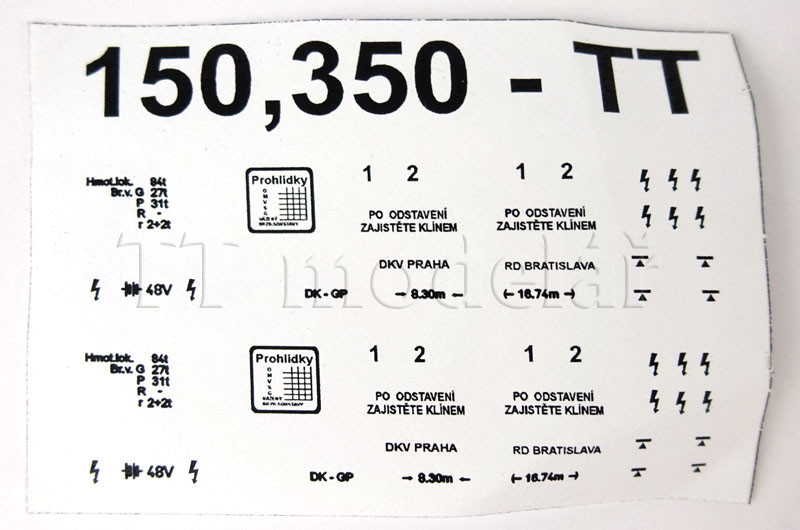 150,350 - TT
Hmot.lok. 84t
Br.v. G 27t
P 31t
R -
r 2+2t
Prohlidky
O
M
V
S
G
VÁŽENÝ
1 2
PO ODSTAVENÍ
ZAJISTĚTE KLÍNEM
1 2
PO ODSTAVENÍ
ZAJISTĚTE KLÍNEM
TT modelář
DKV PRAHA
RD BRATISLAVA
48V
DK - GP
8.30m
16.74m
Hmot.lok. 84t
Br.v. G 27t
P 31t
R -
r 2+2t
Prohlidky
O
M
V
S
G
VÁŽENÝ
1 2
PO ODSTAVENÍ
ZAJISTĚTE KLÍNEM
1 2
PO ODSTAVENÍ
ZAJISTĚTE KLÍNEM
DKV PRAHA
RD BRATISLAVA
48V
DK - GP
8.30m
16.74m